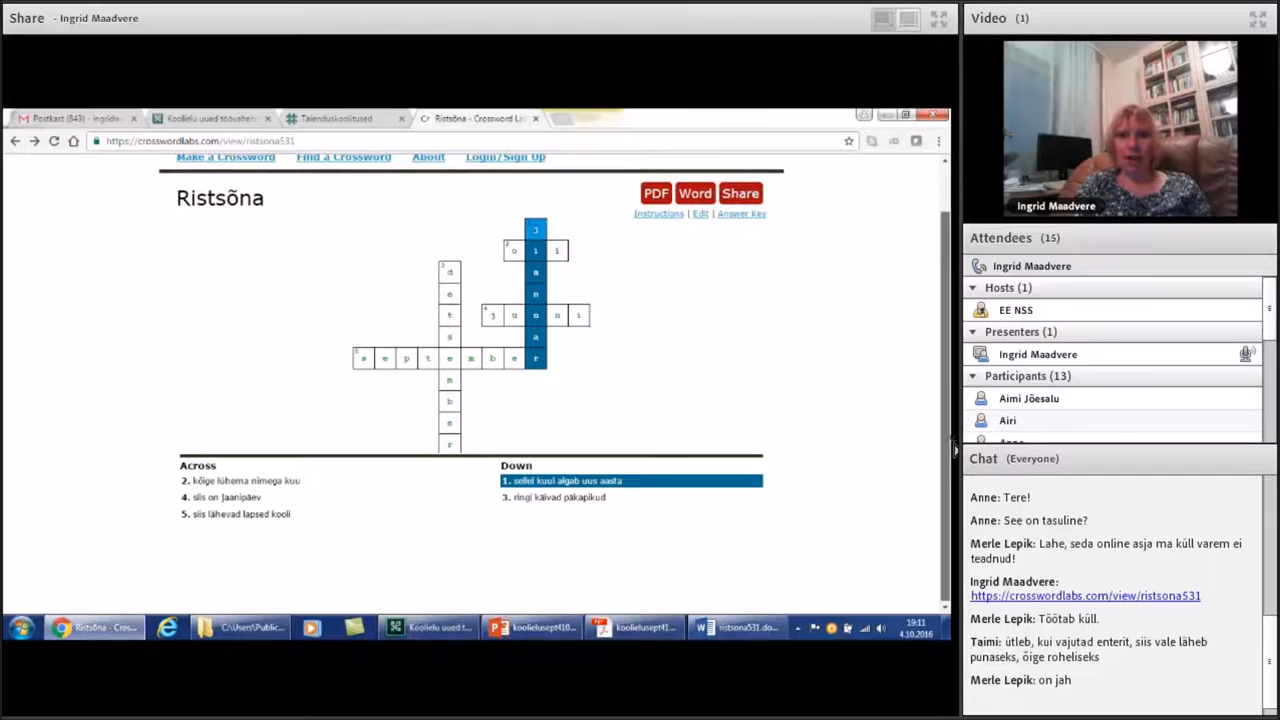 Share - Ingrid Maadvere
Postkast (843) - ingridm
Koolielu uued töövahen
Täienduskoolitused
Cr Ristsõna - Crossword La
https://crosswordlabs.com/view/ristsona531
Make a Crossword Find a Crossword About Login/Sign Up
Ristsõna
PDF Word Share
Instructions | Edit | Answer Key
j
2 o i i
3 d a
e n
t 4 j u u n i
s a
5 s e p t e m b e r
m
b
e
r
Across
2. kõige lühema nimega kuu
4. siis on jaanipäev
5. siis lähevad lapsed kooli
Down
1. sellel kuul algab uus aasta
3. ringi käivad päkapikud
Ristsõna - Cros...
C:\Users\Public...
Koolielu uued t...
koolielusept410...
koolielusept41...
ristsona531.do...
19:11
4.10.2016
Video (1)
Ingrid Maadvere
Attendees (15)
Ingrid Maadvere
Hosts (1)
EE NSS
Presenters (1)
Ingrid Maadvere
Participants (13)
Aimi Jõesalu
Airi
Chat (Everyone)
Anne: Tere!
Anne: See on tasuline?
Merle Lepik: Lahe, seda online asja ma küll varem ei
teadnud!
Ingrid Maadvere:
https://crosswordlabs.com/view/ristsona531
Merle Lepik: Töötab küll.
Taimi: ütleb, kui vajutad enterit, siis vale läheb
punaseks, õige roheliseks
Merle Lepik: on jah